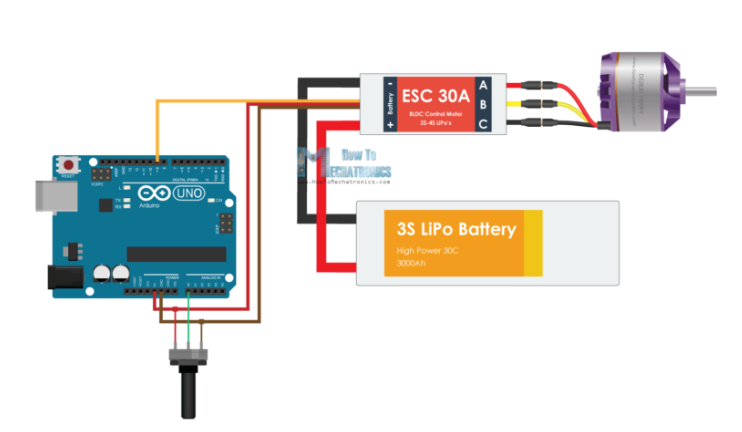 Battery
-
+
ESC 30A
BLDC Control Motor
2S-4S LiPo's
A
B
C
How To
MECHATRONICS
www.HowToMechatronics.com
RESET
ICSP2
L
TX
RX
UNO
Arduino
ON
ICSP
DIGITAL (PWM~)
POWER
ANALOG IN
3S LiPo Battery
High Power 30C
3000Ah